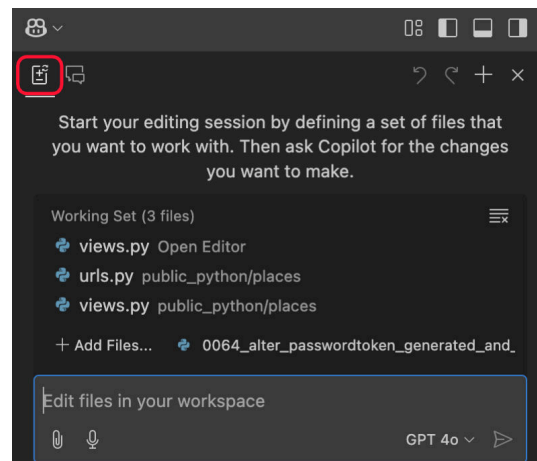 Start your editing session by defining a set of files that
you want to work with. Then ask Copilot for the changes
you want to make.
Working Set (3 files)
views.py Open Editor
urls.py public_python/places
views.py public_python/places
+ Add Files... 0064_alter_passwordtoken_generated_and_
Edit files in your workspace
GPT 4o